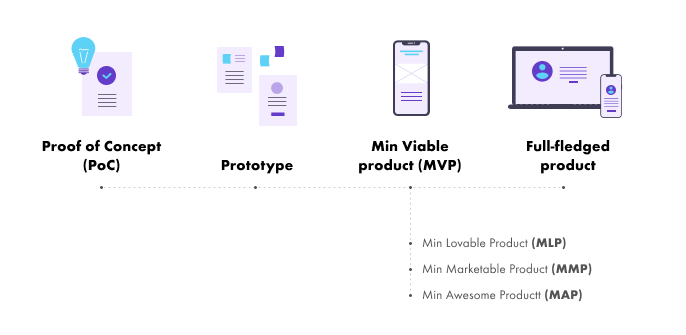 Proof of Concept
(PoC)
Prototype
Min Viable
product (MVP)
Full-fledged
product
Min Lovable Product (MLP)
Min Marketable Product (MMP)
Min Awesome Productt (MAP)